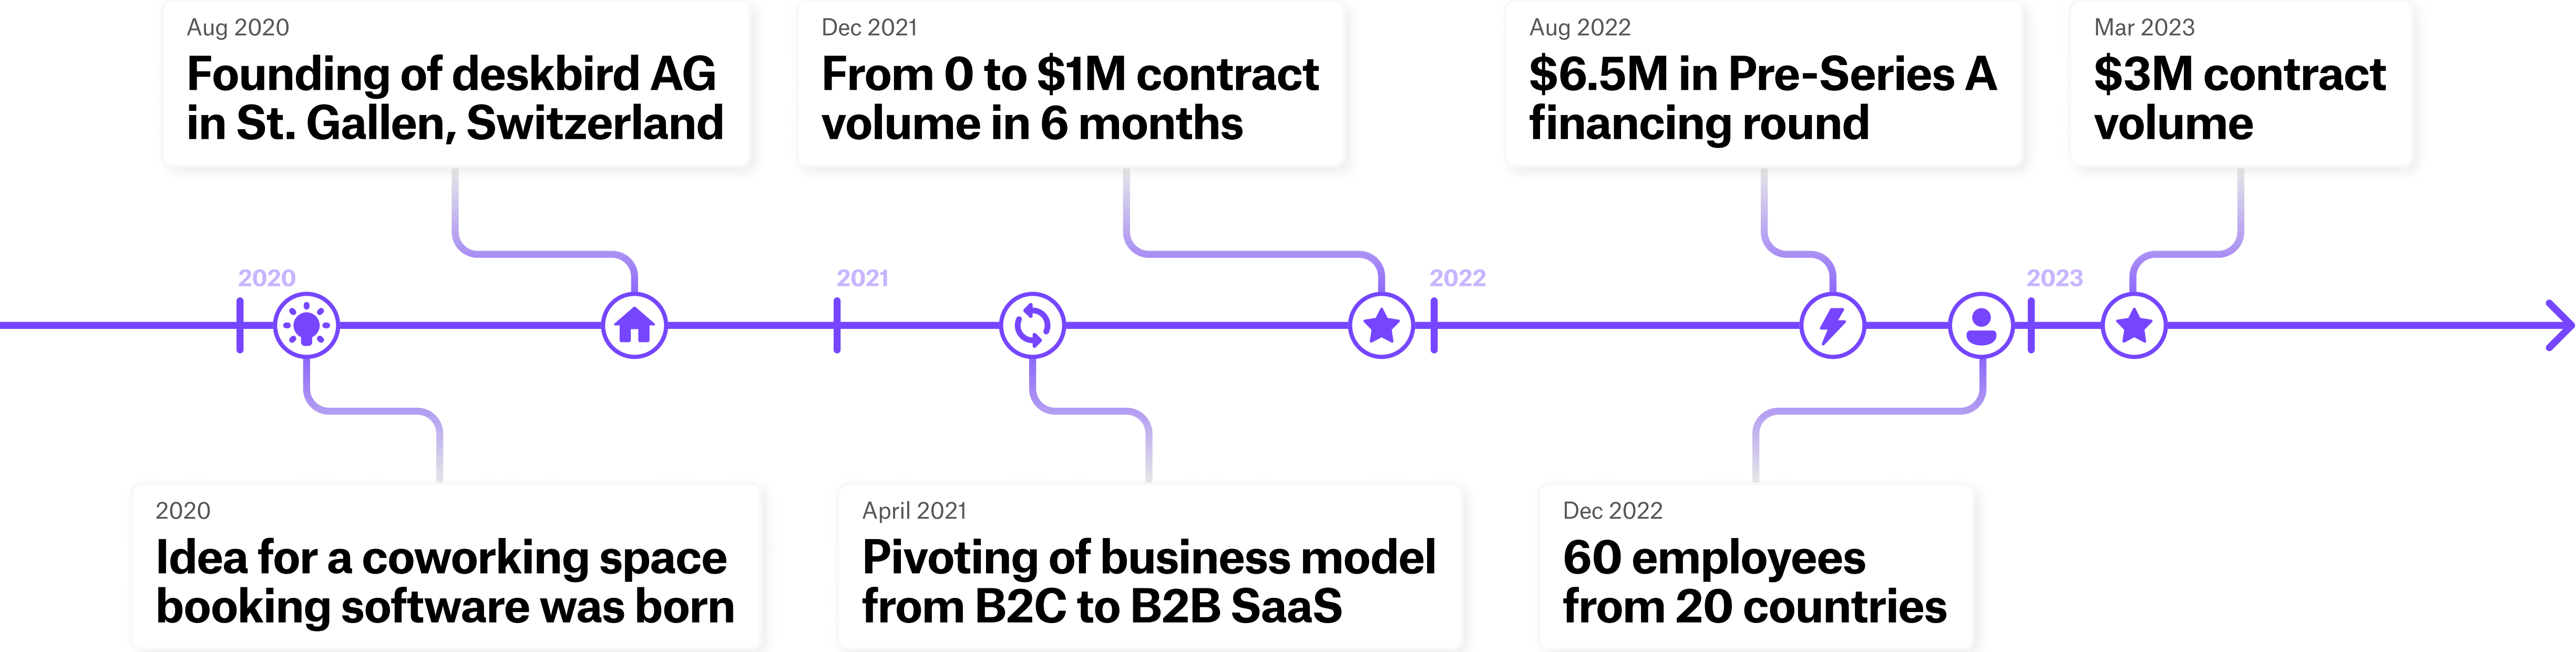 Aug 2020
Founding of deskbird AG
in St. Gallen, Switzerland
Dec 2021
From 0 to $1M contract
volume in 6 months
Aug 2022
$6.5M in Pre-Series A
financing round
Mar 2023
$3M contract
volume
2020
2021
2022
2023
2020
Idea for a coworking space
booking software was born
April 2021
Pivoting of business model
from B2C to B2B SaaS
Dec 2022
60 employees
from 20 countries